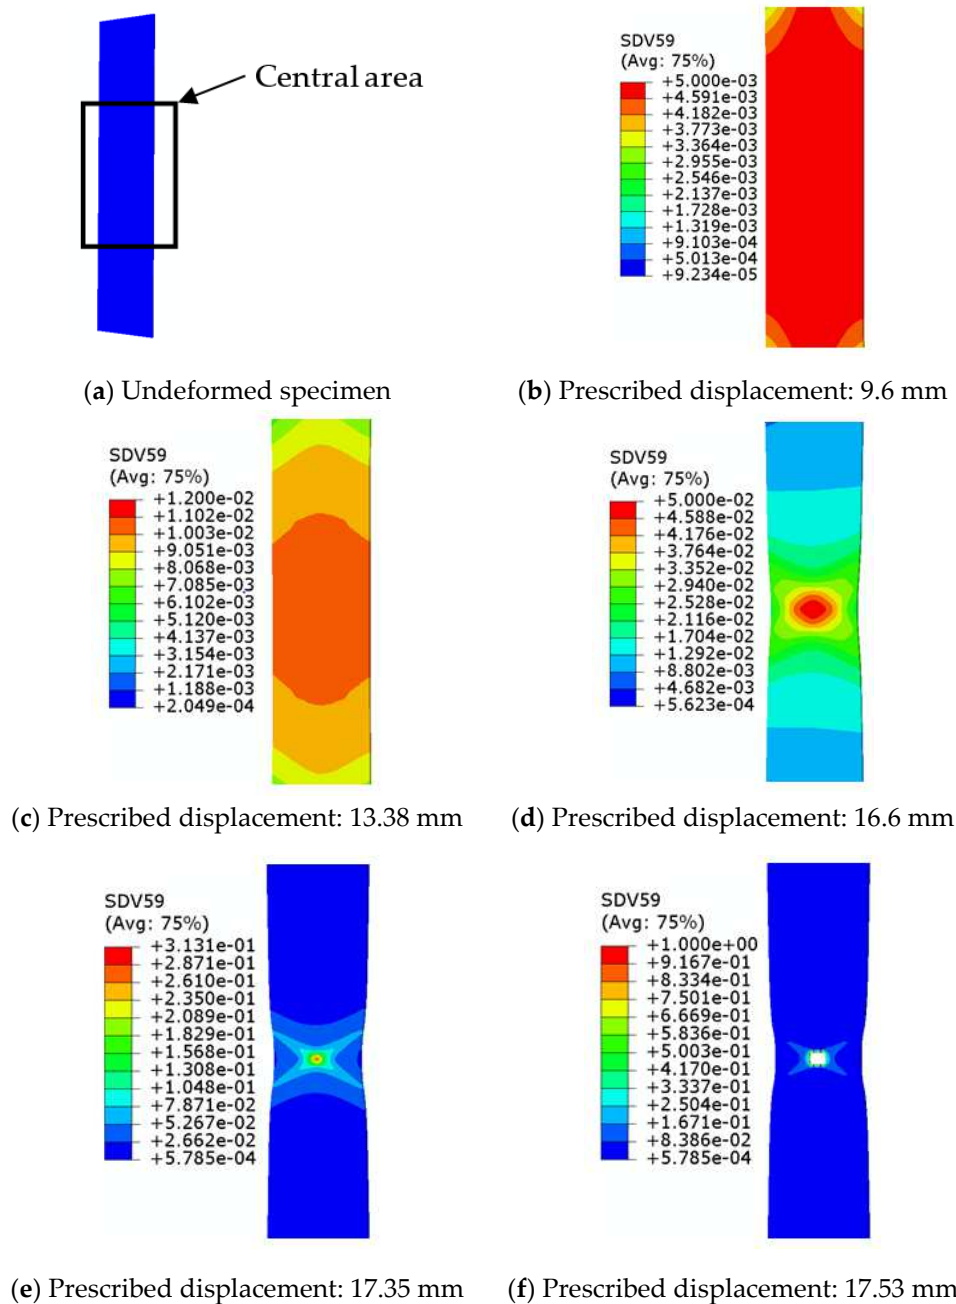 Central area
(a) Undeformed specimen
SDV59
(Avg: 75%)
+5.000e-03
+4.591e-03
+4.182e-03
+3.773e-03
+3.364e-03
+2.955e-03
+2.546e-03
+2.137e-03
+1.728e-03
+1.319e-03
+9.103e-04
+5.013e-04
+9.234e-05
(b) Prescribed displacement: 9.6 mm
SDV59
(Avg: 75%)
+1.200e-02
+1.102e-02
+1.003e-02
+9.051e-03
+8.068e-03
+7.085e-03
+6.102e-03
+5.120e-03
+4.137e-03
+3.154e-03
+2.171e-03
+1.188e-03
+2.049e-04
(c) Prescribed displacement: 13.38 mm
SDV59
(Avg: 75%)
+5.000e-02
+4.588e-02
+4.176e-02
+3.764e-02
+3.352e-02
+2.940e-02
+2.528e-02
+2.116e-02
+1.704e-02
+1.292e-02
+8.802e-03
+4.682e-03
+5.623e-04
(d) Prescribed displacement: 16.6 mm
SDV59
(Avg: 75%)
+3.131e-01
+2.871e-01
+2.610e-01
+2.350e-01
+2.089e-01
+1.829e-01
+1.568e-01
+1.308e-01
+1.048e-01
+7.871e-02
+5.267e-02
+2.662e-02
+5.785e-04
(e) Prescribed displacement: 17.35 mm
SDV59
(Avg: 75%)
+1.000e+00
+9.167e-01
+8.334e-01
+7.501e-01
+6.669e-01
+5.836e-01
+5.003e-01
+4.170e-01
+3.337e-01
+2.504e-01
+1.671e-01
+8.386e-02
+5.785e-04
(f) Prescribed displacement: 17.53 mm